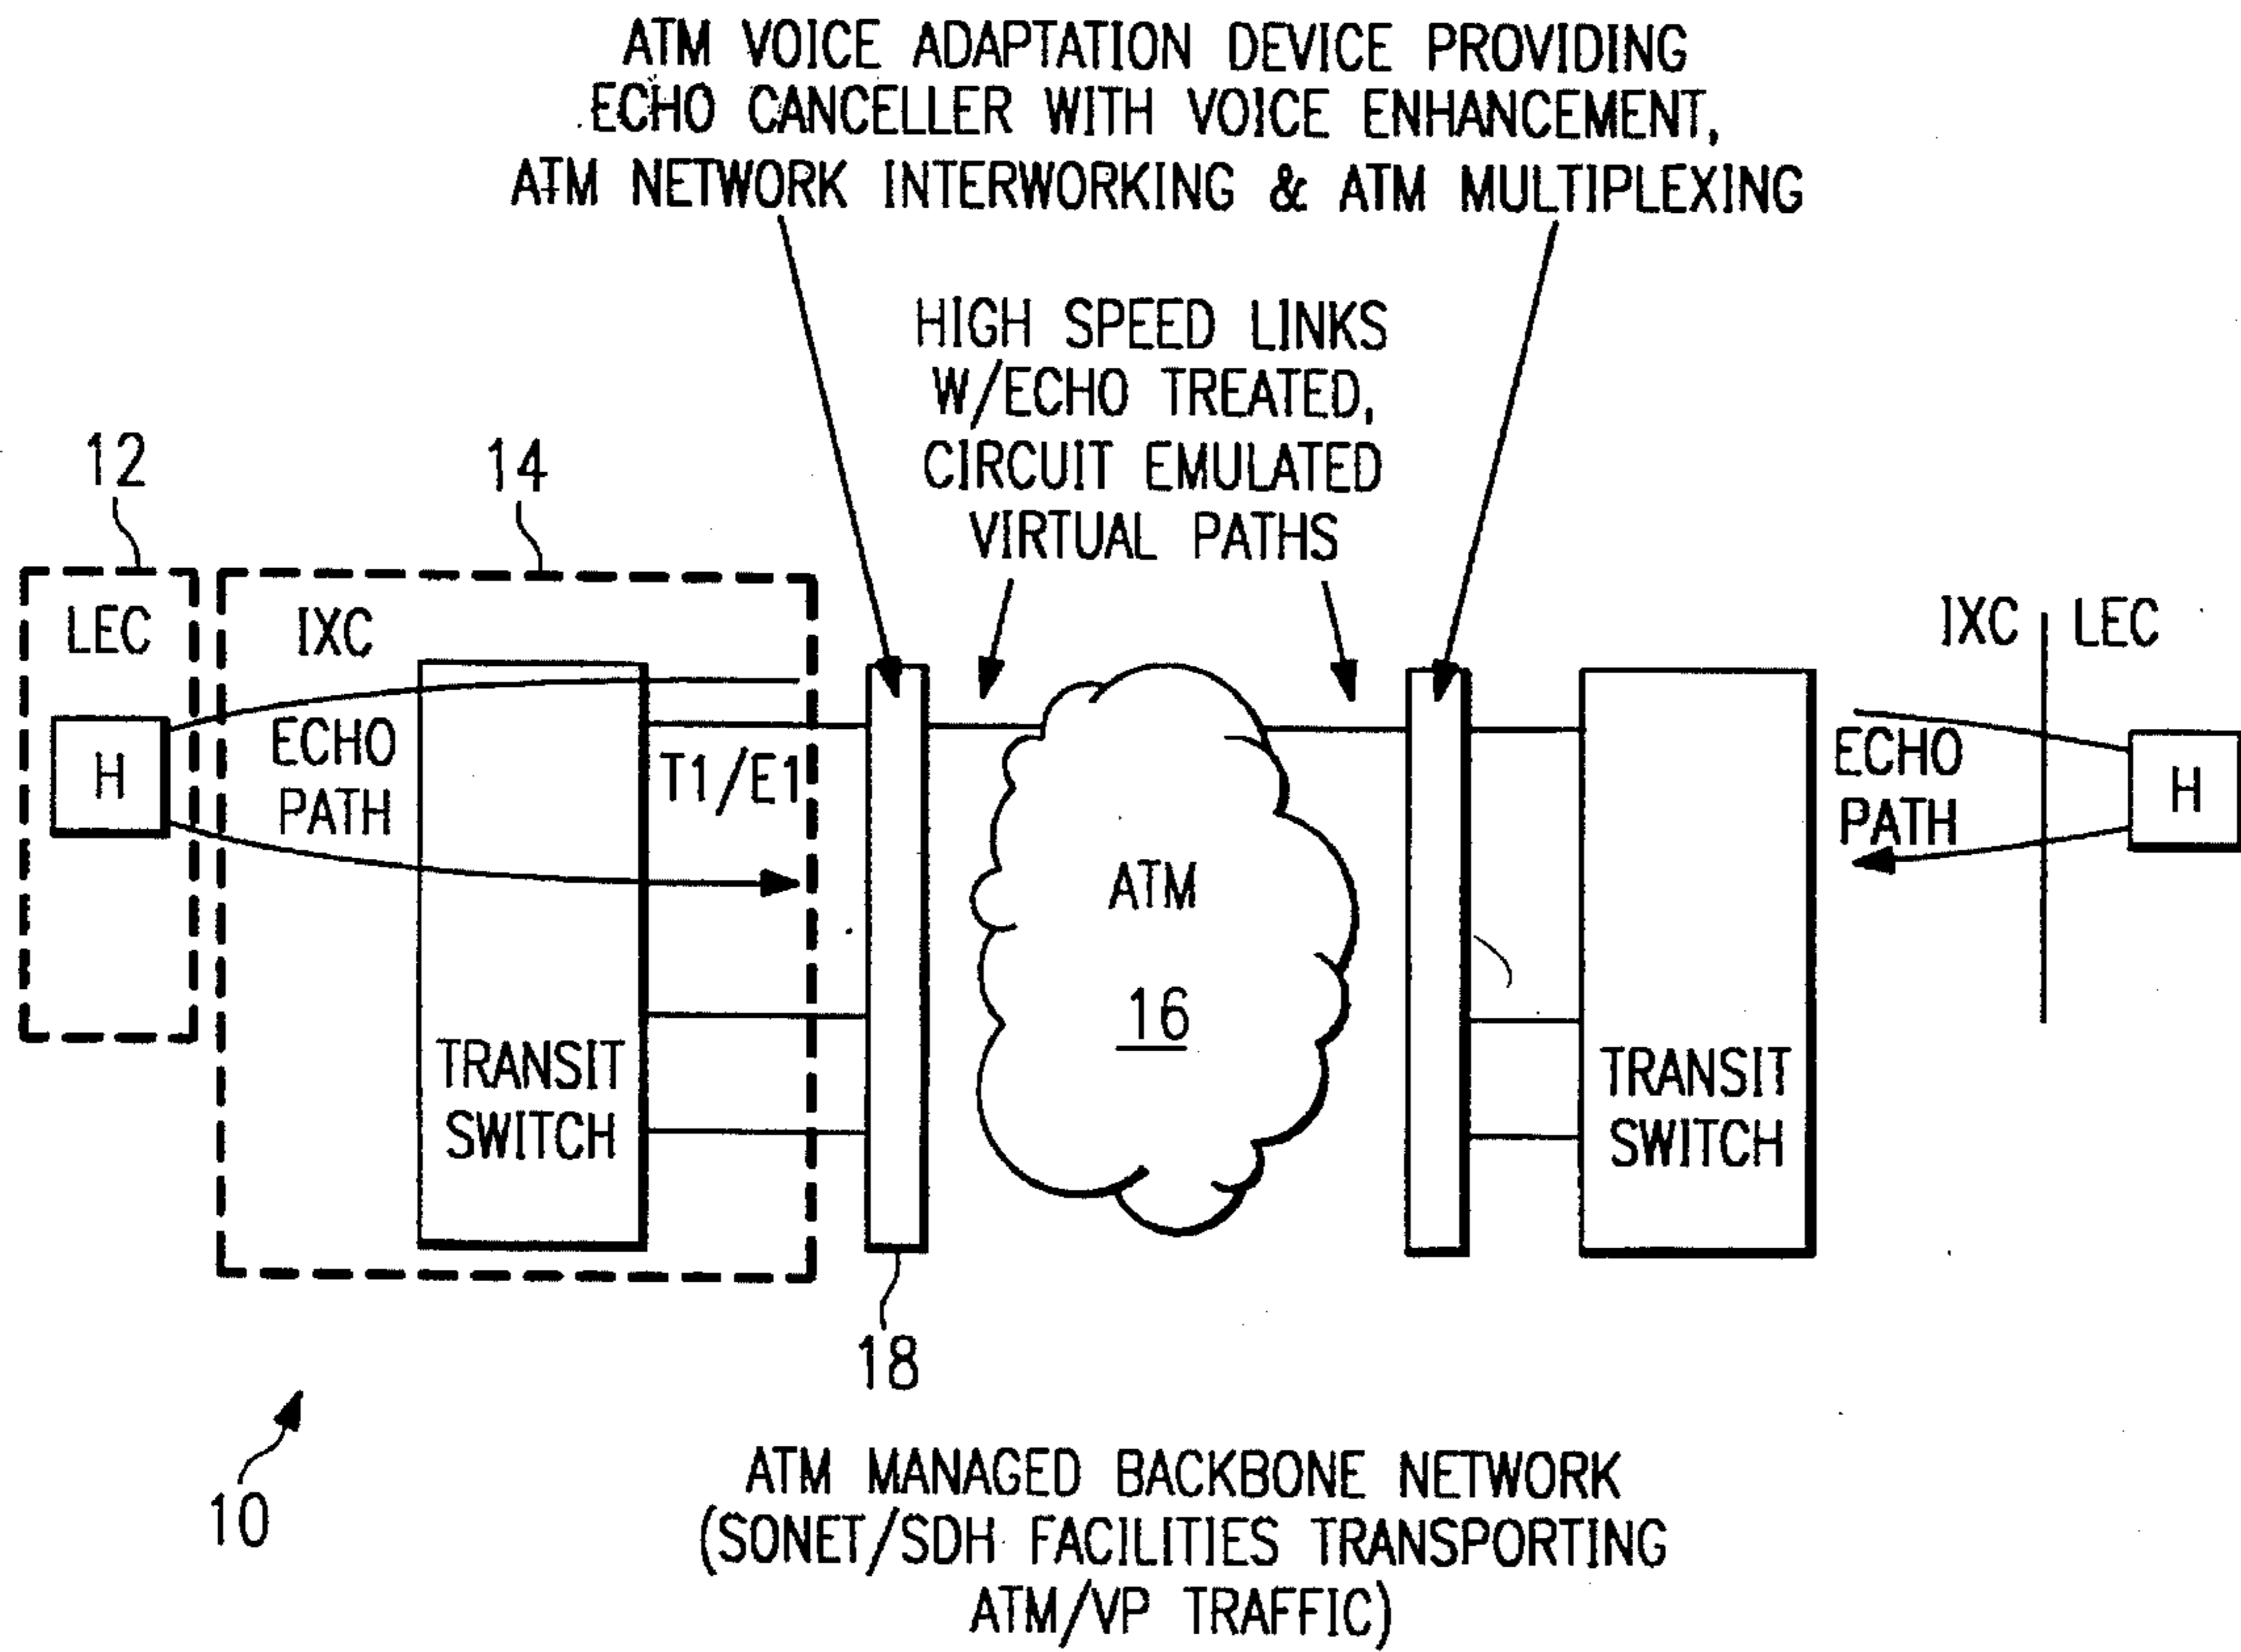 ATM VOICE ADAPTATION DEVICE PROVIDING
ECHO CANCELLER WITH VOICE ENHANCEMENT,
ATM NETWORK INTERWORKING & ATM MULTIPLEXING
HIGH SPEED LINKS
W/ECHO TREATED,
CIRCUIT EMULATED
VIRTUAL PATHS
12
14
LEC
IXC
IXC
LEC
H
ECHO
PATH
T1/E1
ATM
16
ECHO
PATH
H
TRANSIT
SWITCH
TRANSIT
SWITCH
18
10
ATM MANAGED BACKBONE NETWORK
(SONET/SDH FACILITIES TRANSPORTING
ATM/VP TRAFFIC)